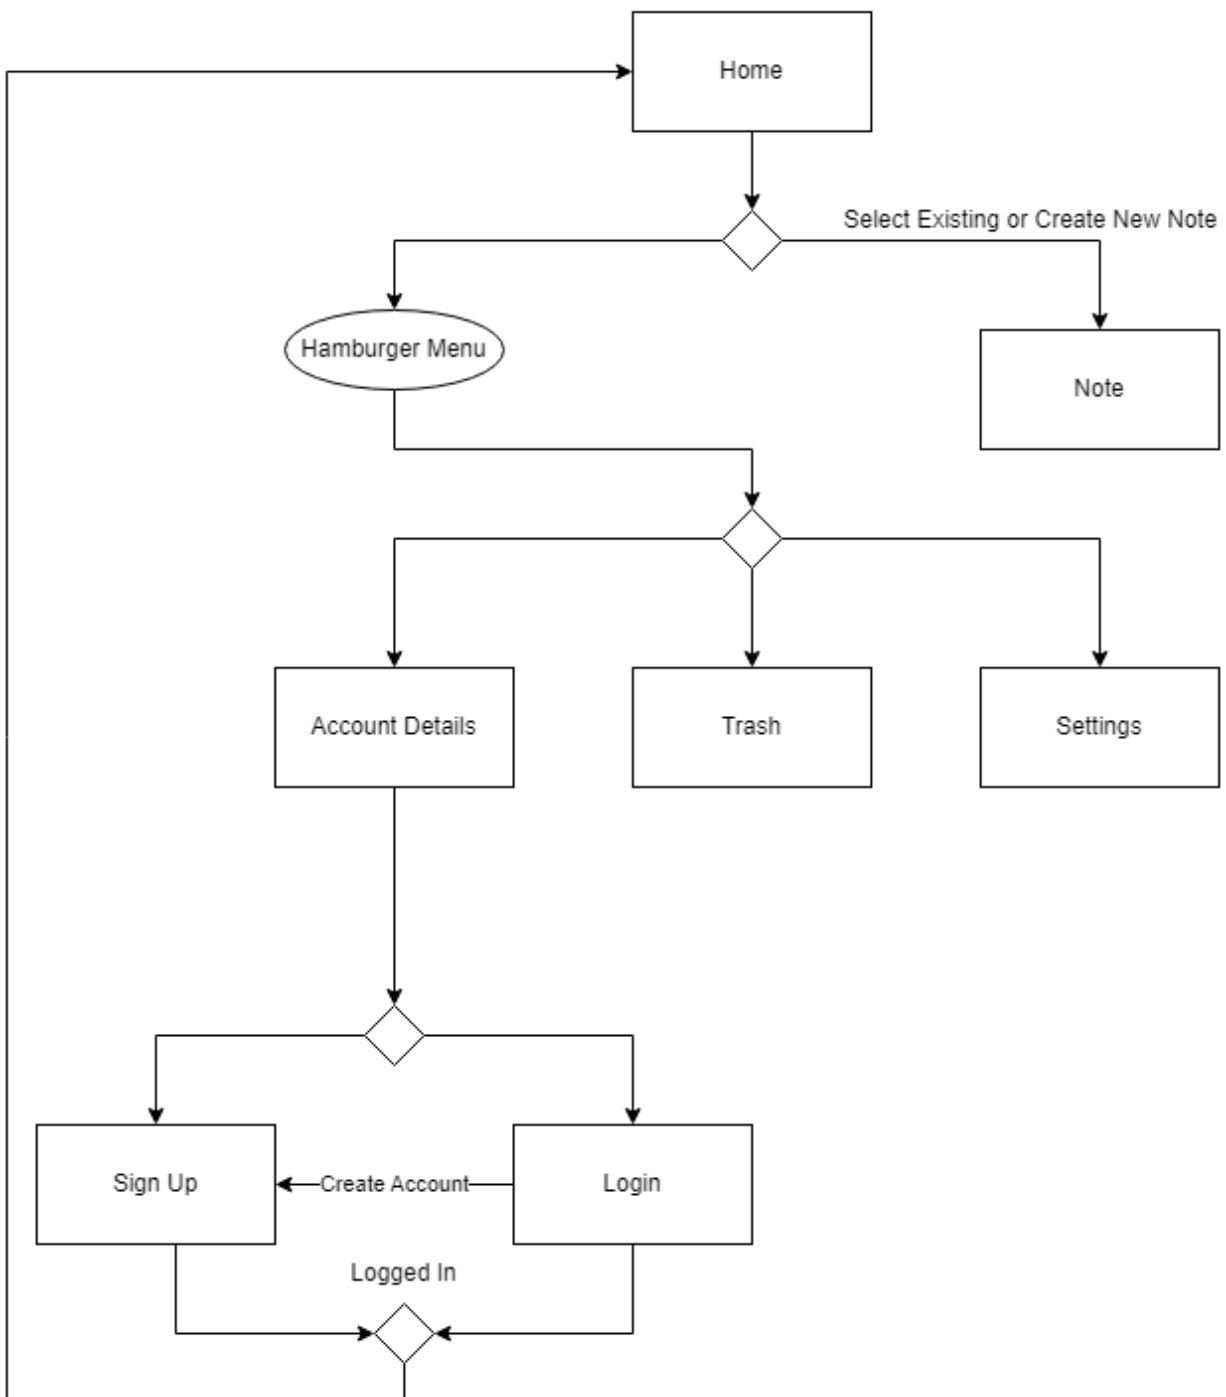 Home
Select Existing or Create New Note
Hamburger Menu
Note
Account Details
Trash
Settings
Sign Up
Create Account
Login
Logged In